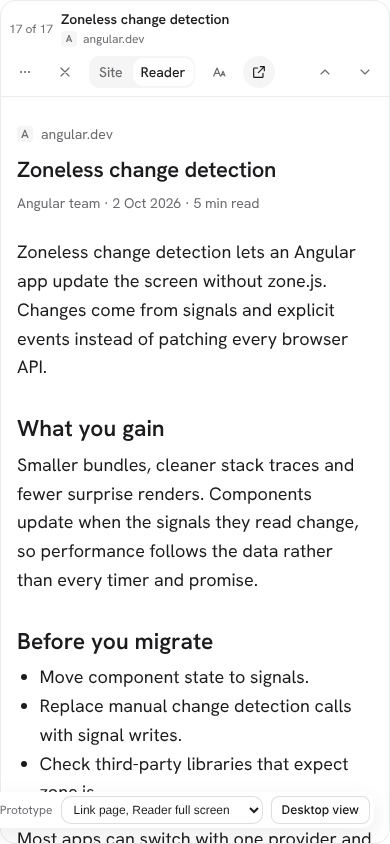 17 of 17
Zoneless change detection
A angular.dev
Site
Reader
AA
A angular.dev
Zoneless change detection
Angular team · 2 Oct 2026 · 5 min read
Zoneless change detection lets an Angular
app update the screen without zone.js.
Changes come from signals and explicit
events instead of patching every browser
API.
What you gain
Smaller bundles, cleaner stack traces and
fewer surprise renders. Components
update when the signals they read change,
so performance follows the data rather
than every timer and promise.
Before you migrate
• Move component state to signals.
• Replace manual change detection calls
with signal writes.
• Check third-party libraries that expect
Prototype
Link page, Reader full screen
Desktop view
Most apps can switch with one provider and